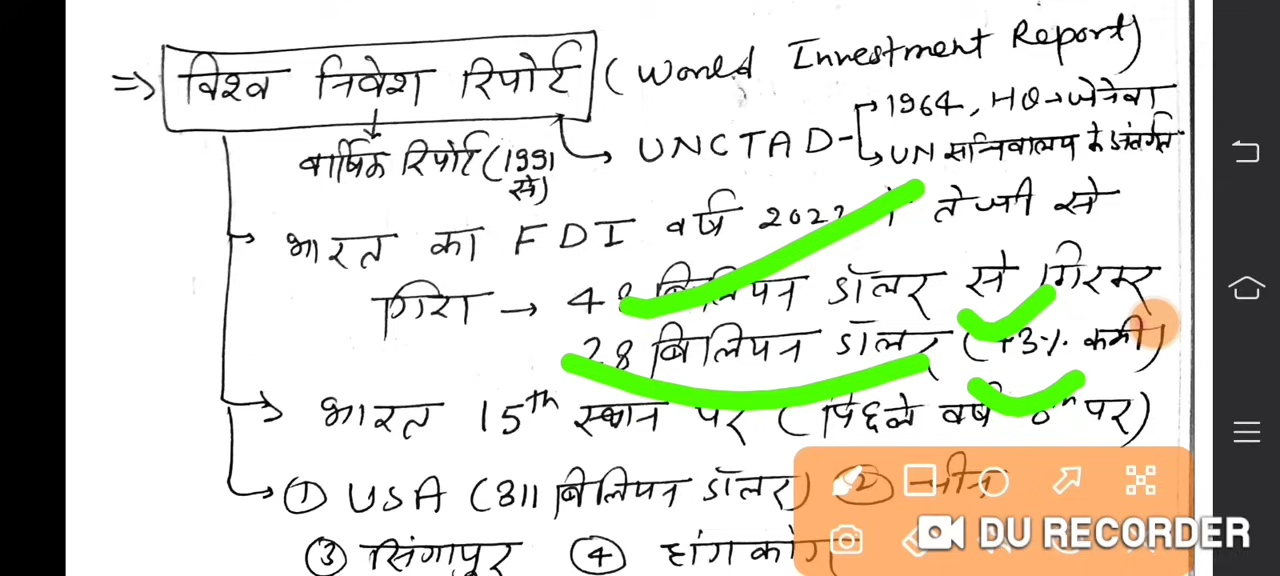 ⇒ विश्व निवेश रिपोर्ट (World Investment Report)
→ 1964, HQ → जेनेवा
UNCTAD -
→ UN सचिवालय के अंतर्गत
वार्षिक रिपोर्ट (1991 से)
→ भारत का FDI वर्ष तेजी से
गिरा → बिलियन डॉलर से गिरकर
28 बिलियन डॉलर ( कमी)
→ भारत 15th स्थान पर (पिछले वर्ष पर)
→ ① USA (311 बिलियन डॉलर) ② चीन
③ सिंगापुर ④ हांगकांग
DU RECORDER